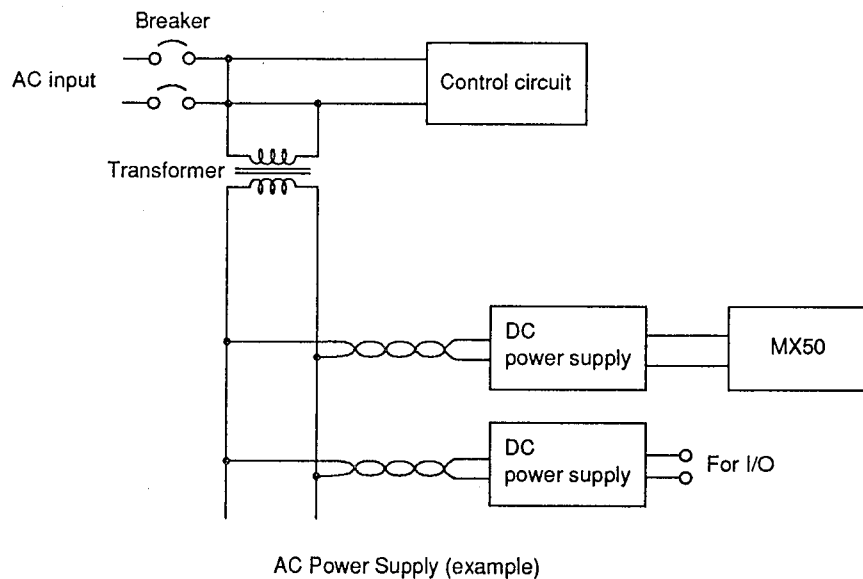 Breaker
AC input
Control circuit
Transformer
DC
power supply
MX50
DC
power supply
For I/O
AC Power Supply (example)